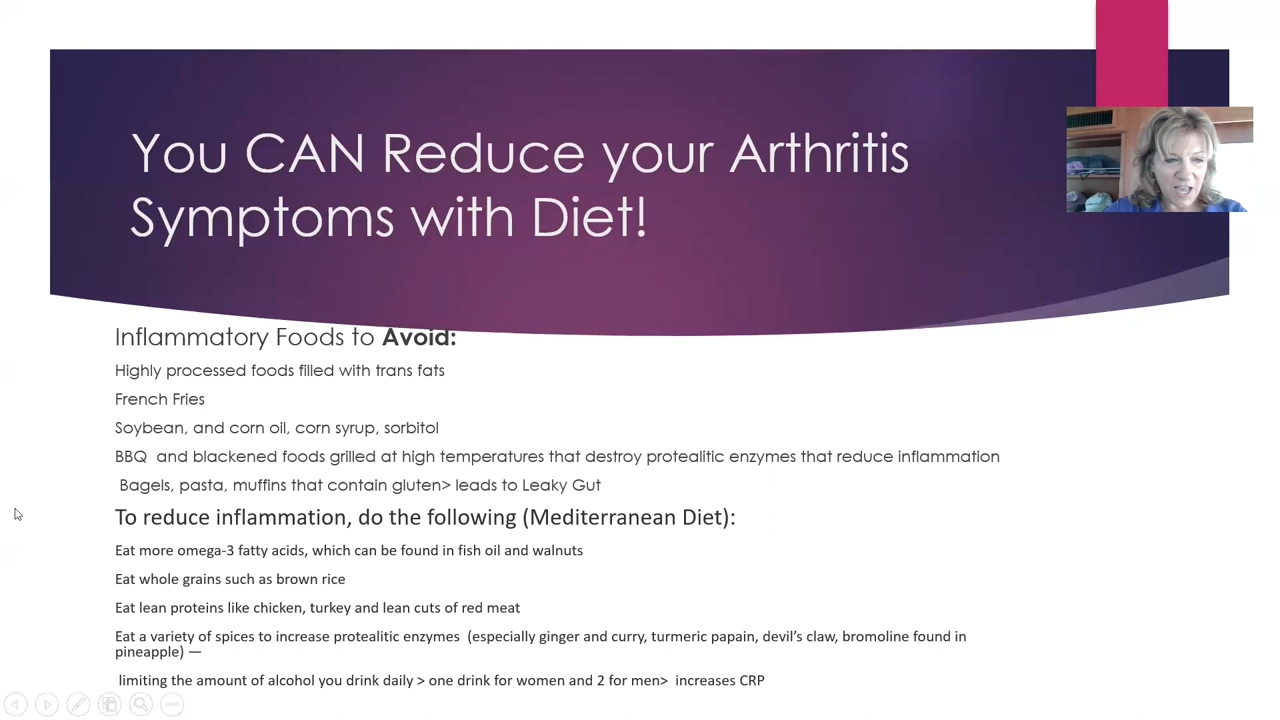 You CAN Reduce your Arthritis
Symptoms with Diet!
Inflammatory Foods to Avoid:
Highly processed foods filled with trans fats
French Fries
Soybean, and corn oil, corn syrup, sorbitol
BBQ  and blackened foods grilled at high temperatures that destroy protealitic enzymes that reduce inflammation
Bagels, pasta, muffins that contain gluten> leads to Leaky Gut
To reduce inflammation, do the following (Mediterranean Diet):
Eat more omega-3 fatty acids, which can be found in fish oil and walnuts
Eat whole grains such as brown rice
Eat lean proteins like chicken, turkey and lean cuts of red meat
Eat a variety of spices to increase protealitic enzymes  (especially ginger and curry, turmeric papain, devil's claw, bromoline found in
pineapple) —
limiting the amount of alcohol you drink daily > one drink for women and 2 for men>  increases CRP